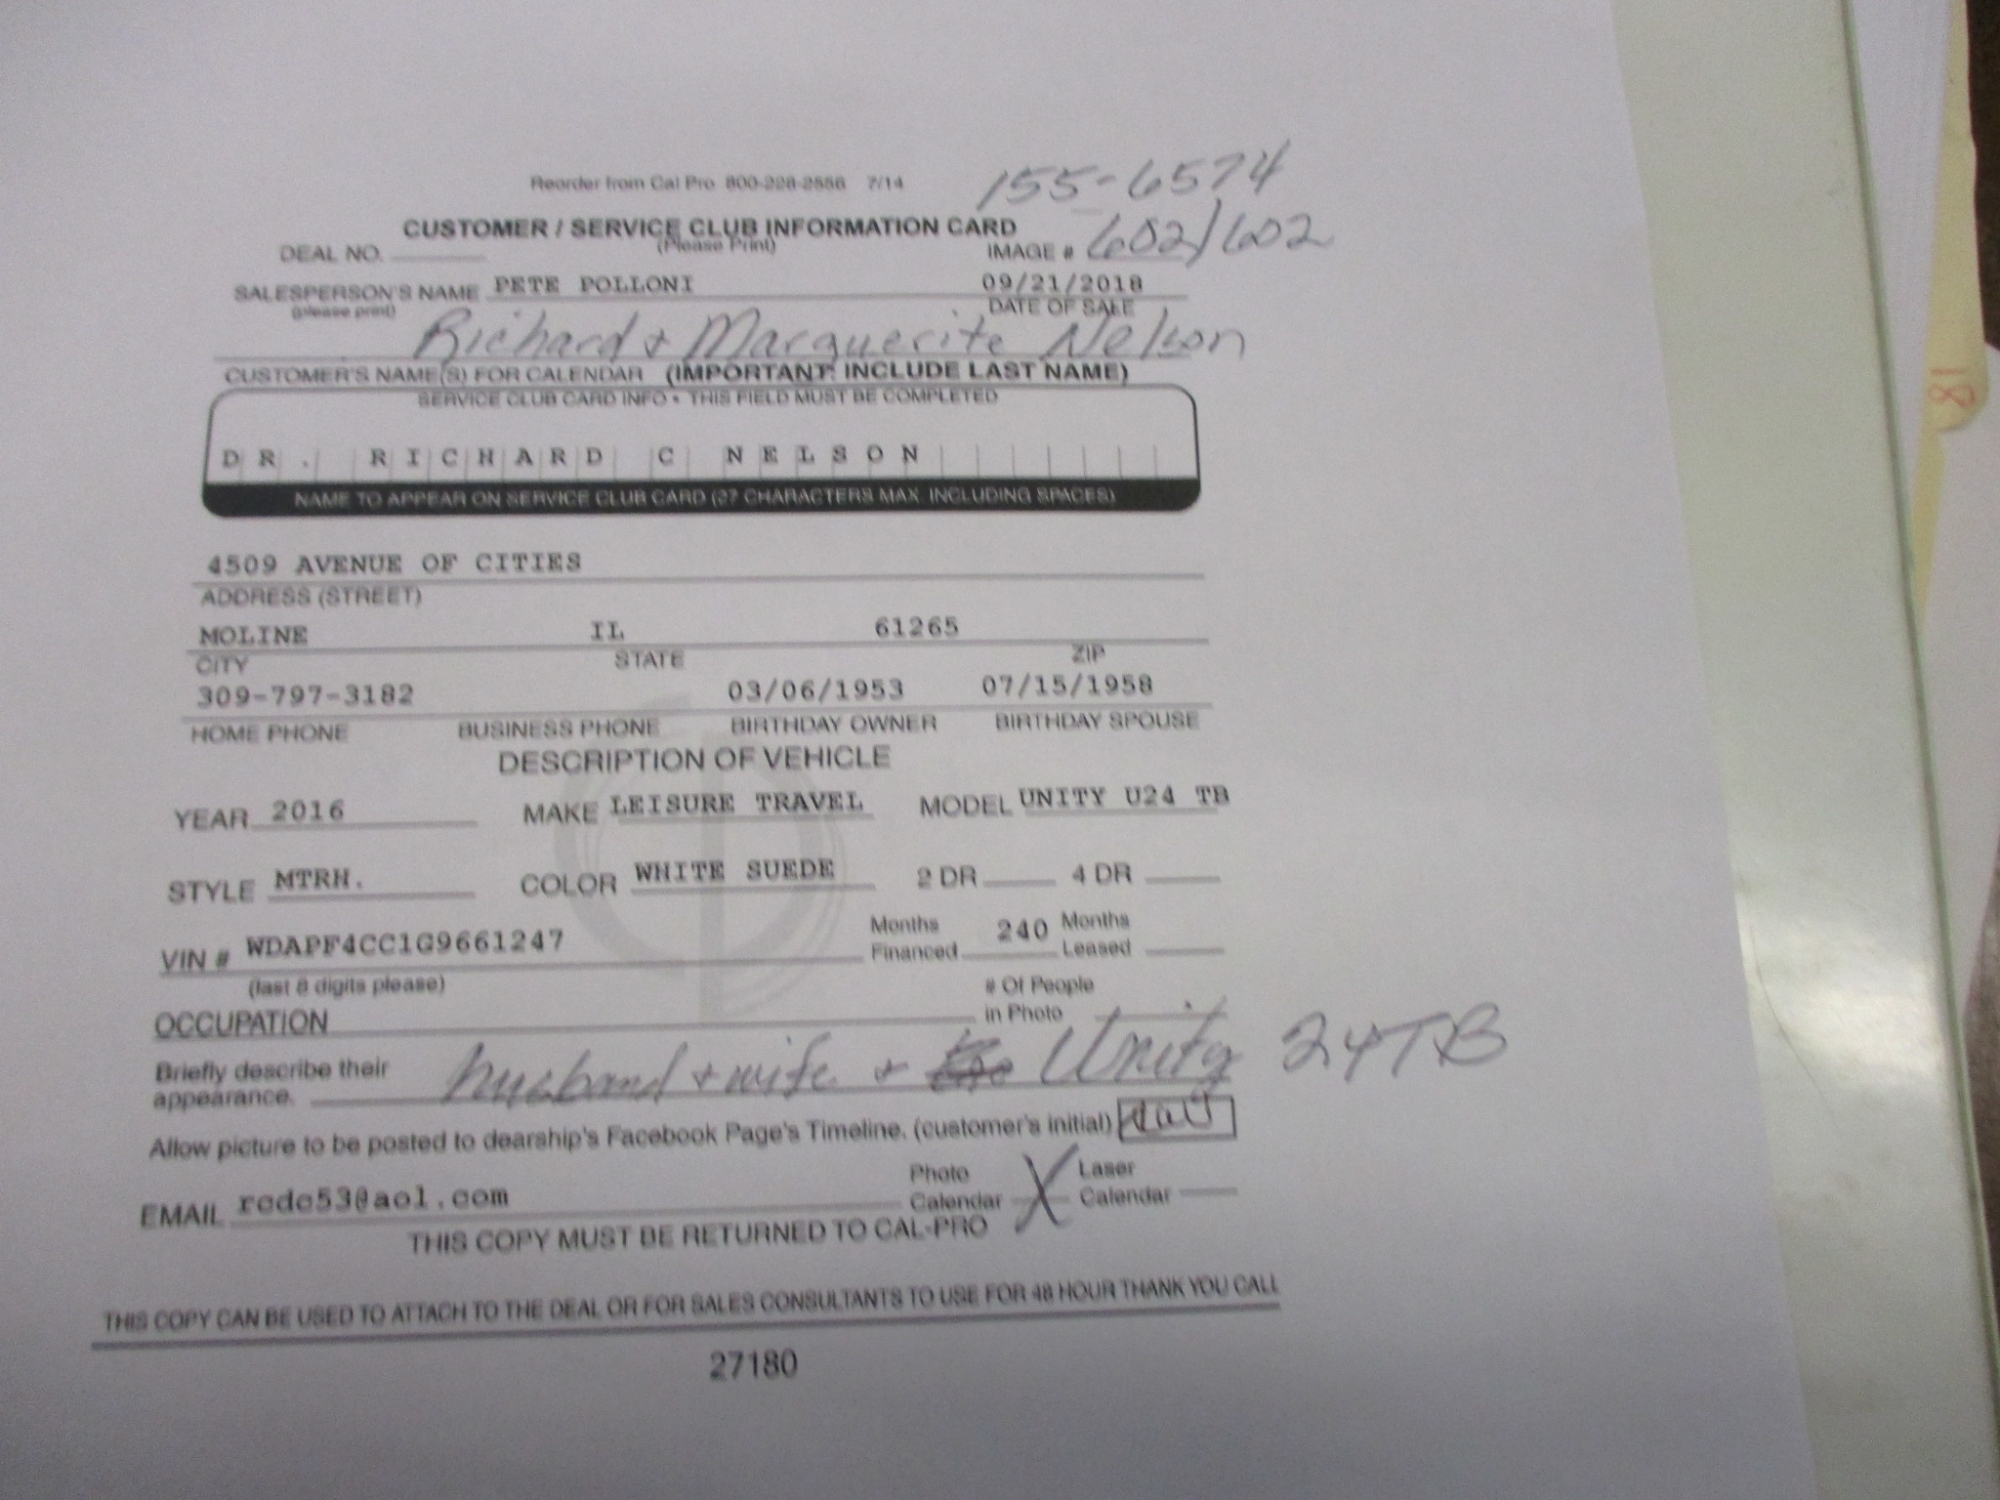 Reorder from Cal Pro 800-228-2556 7/14
155-6574
CUSTOMER / SERVICE CLUB INFORMATION CARD
(Please Print)
DEAL NO.
IMAGE # 602/602
SALESPERSON'S NAME PETE POLLONI 09/21/2018
(please print) DATE OF SALE
Richard + Marguerite Nelson
CUSTOMER'S NAME(S) FOR CALENDAR (IMPORTANT: INCLUDE LAST NAME)
SERVICE CLUB CARD INFO • THIS FIELD MUST BE COMPLETED
DR. RICHARD C NELSON
NAME TO APPEAR ON SERVICE CLUB CARD (27 CHARACTERS MAX. INCLUDING SPACES)
4509 AVENUE OF CITIES
ADDRESS (STREET)
MOLINE IL 61265
CITY STATE ZIP
309-797-3182 03/06/1953 07/15/1958
HOME PHONE BUSINESS PHONE BIRTHDAY OWNER BIRTHDAY SPOUSE
DESCRIPTION OF VEHICLE
YEAR 2016 MAKE LEISURE TRAVEL MODEL UNITY U24 TB
STYLE MTRH. COLOR WHITE SUEDE 2 DR 4 DR
VIN # WDAPF4CC1G9661247 Months Financed 240 Months Leased
(last 8 digits please)
OCCUPATION # Of People in Photo
Briefly describe their appearance. husband + wife + Unity 24TB
Allow picture to be posted to dearship's Facebook Page's Timeline. (customer's initial)
EMAIL rcdc53@aol.com Photo Calendar X Laser Calendar
THIS COPY MUST BE RETURNED TO CAL-PRO
THIS COPY CAN BE USED TO ATTACH TO THE DEAL OR FOR SALES CONSULTANTS TO USE FOR 48 HOUR THANK YOU CALL
27180